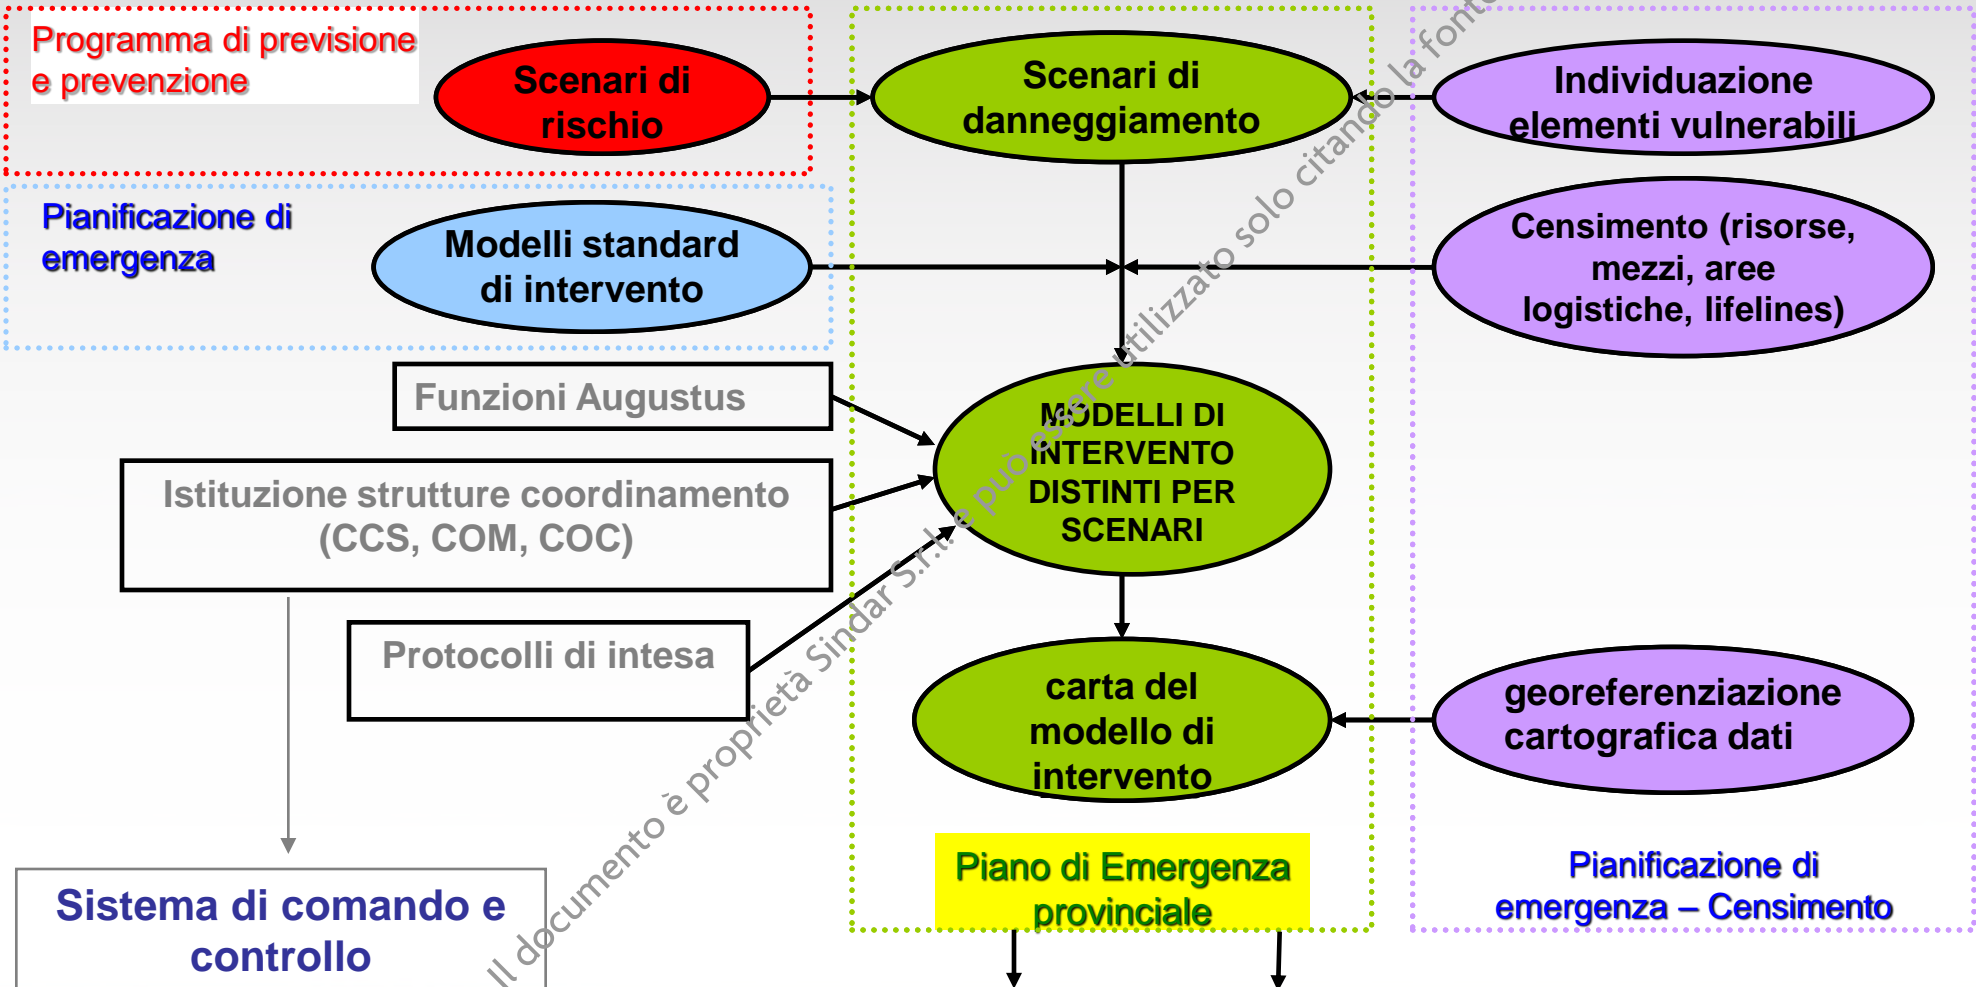 Programma di previsione
e prevenzione
Scenari di
rischio
Scenari di
danneggiamento
Individuazione
elementi vulnerabili
Pianificazione di
emergenza
Modelli standard
di intervento
Censimento (risorse,
mezzi, aree
logistiche, lifelines)
Funzioni Augustus
MODELLI DI
INTERVENTO
DISTINTI PER
SCENARI
Istituzione strutture coordinamento
(CCS, COM, COC)
Protocolli di intesa
carta del
modello di
intervento
georeferenziazione
cartografica dati
Piano di Emergenza
provinciale
Pianificazione di
emergenza – Censimento
Sistema di comando e
controllo
Il documento è proprietà Sindar S.r.l. e può essere utilizzato solo citando la fonte